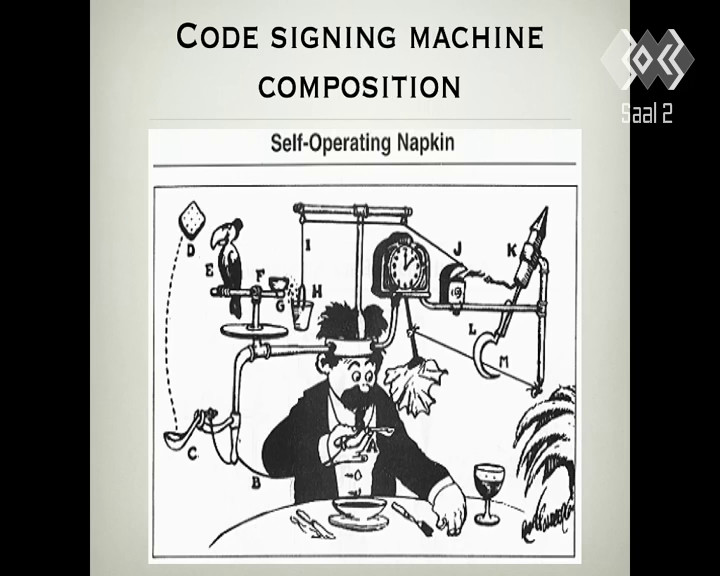 CODE SIGNING MACHINE
COMPOSITION
Saal 2
Self-Operating Napkin
D
E
F
G
H
I
J
K
L
M
C
B
A